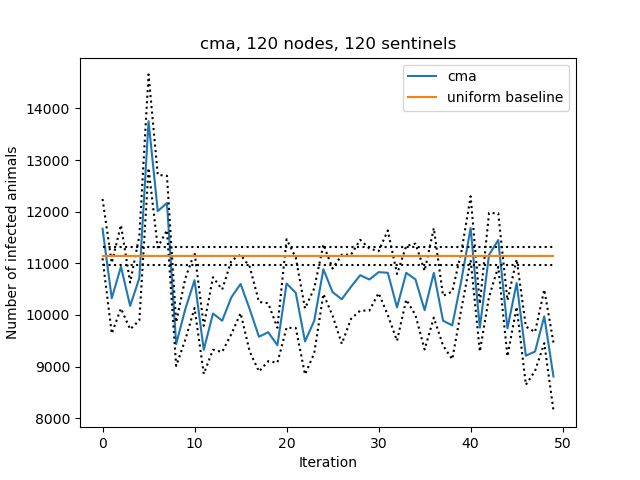 cma, 120 nodes, 120 sentinels
cma
uniform baseline
Number of infected animals
14000
13000
12000
11000
10000
9000
8000
0
10
20
30
40
50
Iteration